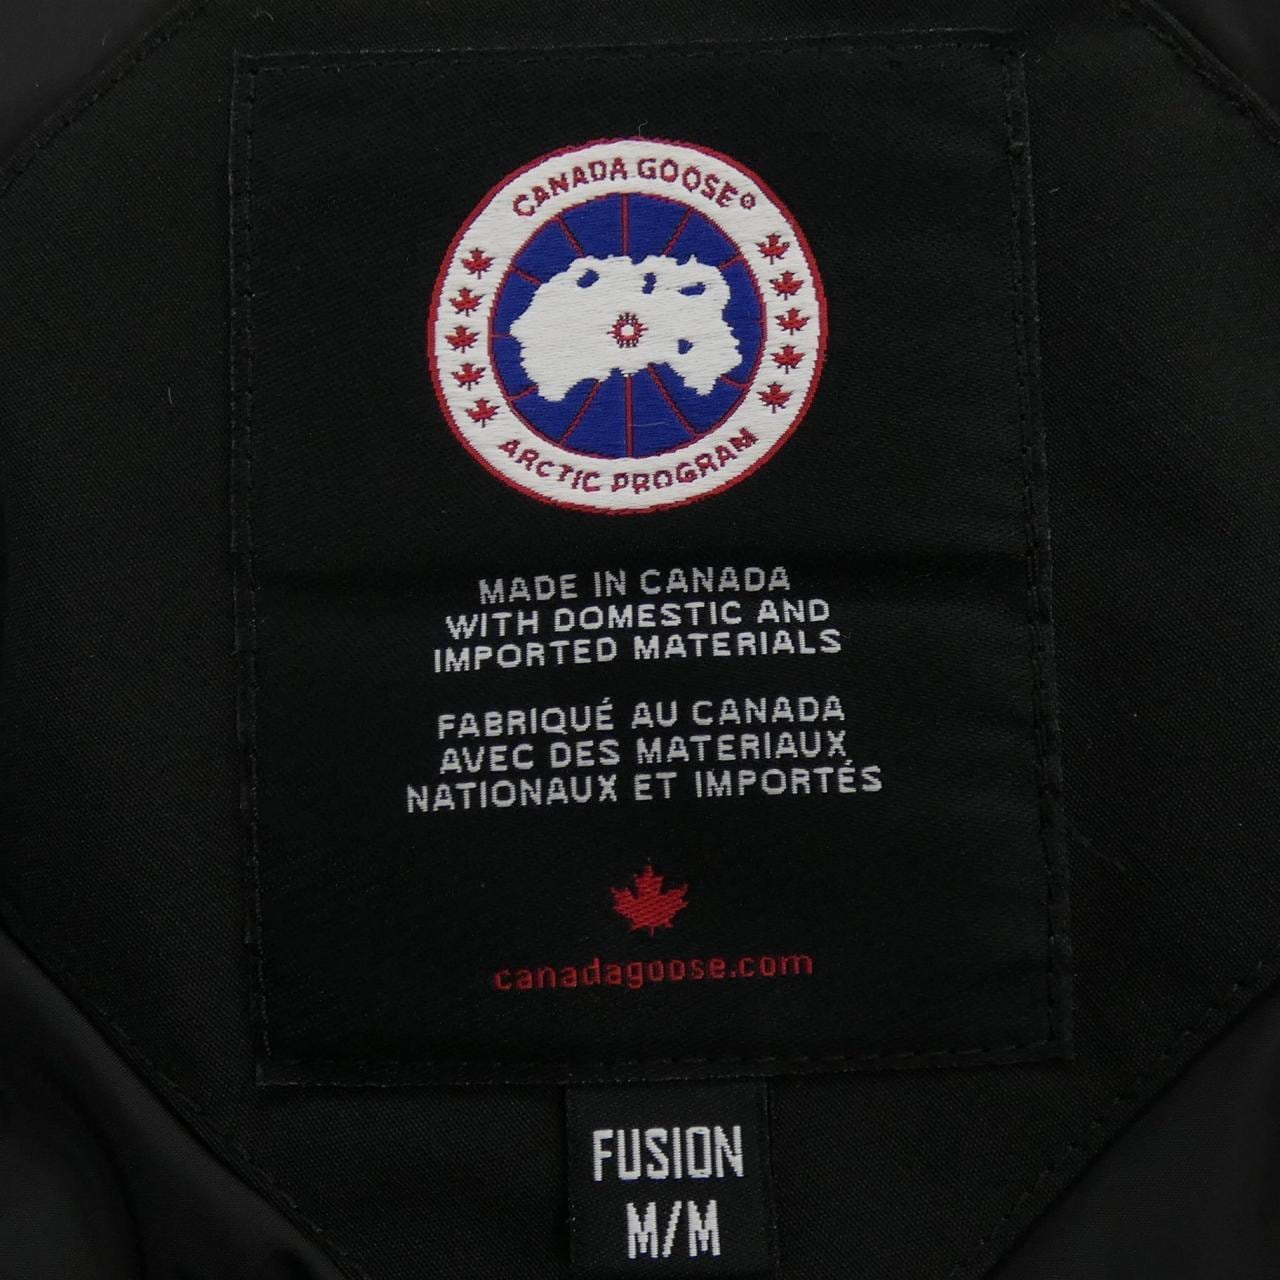 CANADA GOOSE®
ARCTIC PROGRAM
MADE IN CANADA
WITH DOMESTIC AND
IMPORTED MATERIALS
FABRIQUÉ AU CANADA
AVEC DES MATERIAUX
NATIONAUX ET IMPORTÉS
canadagoose.com
FUSION
M/M